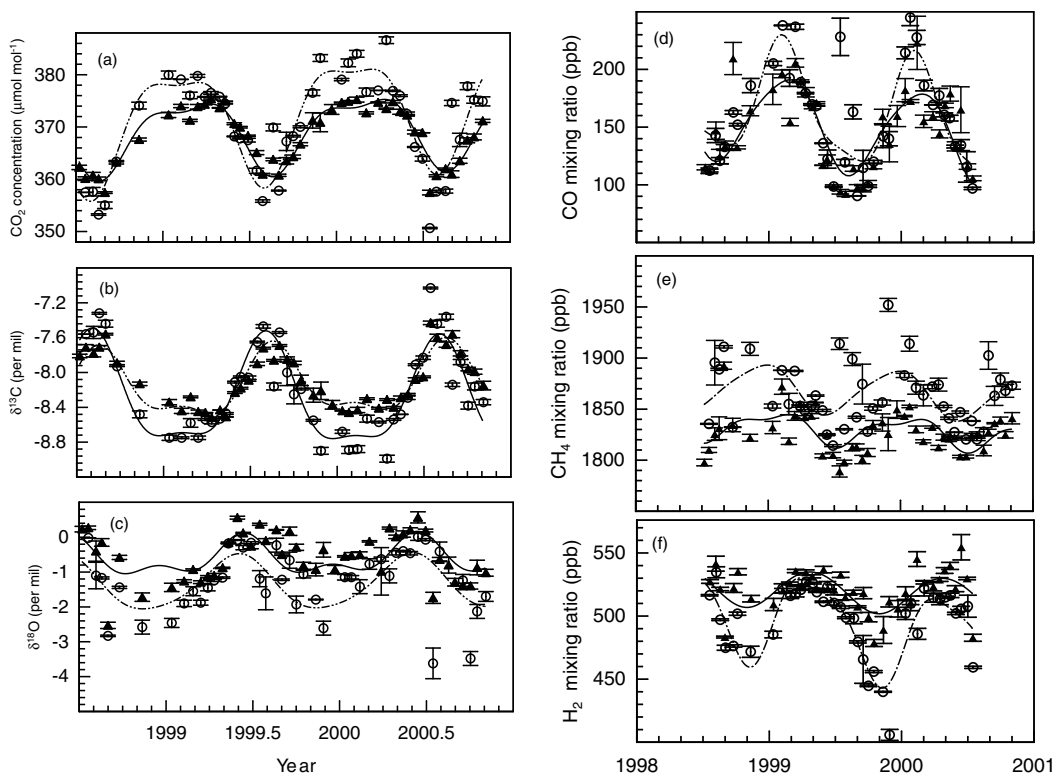 (a)
CO₂ concentration (μmol mol⁻¹)
380
370
360
350
(b)
δ¹³C (per mil)
-7.2
-7.6
-8.0
-8.4
-8.8
(c)
δ¹⁸O (per mil)
0
-1
-2
-3
-4
1999
1999.5
2000
2000.5
Year
(d)
CO mixing ratio (ppb)
200
150
100
(e)
CH₄ mixing ratio (ppb)
1950
1900
1850
1800
(f)
H₂ mixing ratio (ppb)
550
500
450
1998
1999
2000
2001